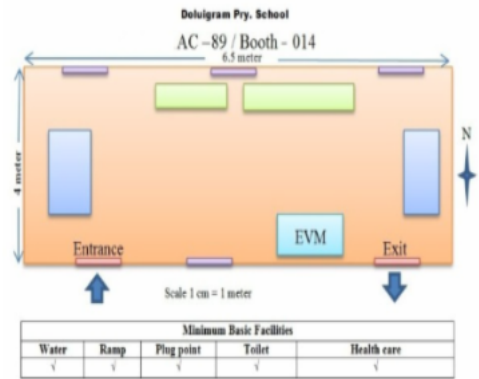 Doluigram Pry. School
AC –89 / Booth - 014
6.5 meter
4 meter
N
EVM
Entrance
Exit
Scale 1 cm = 1 meter
Minimum Basic Facilities
Water Ramp Plug point Toilet Health care
√ √ √ √ √